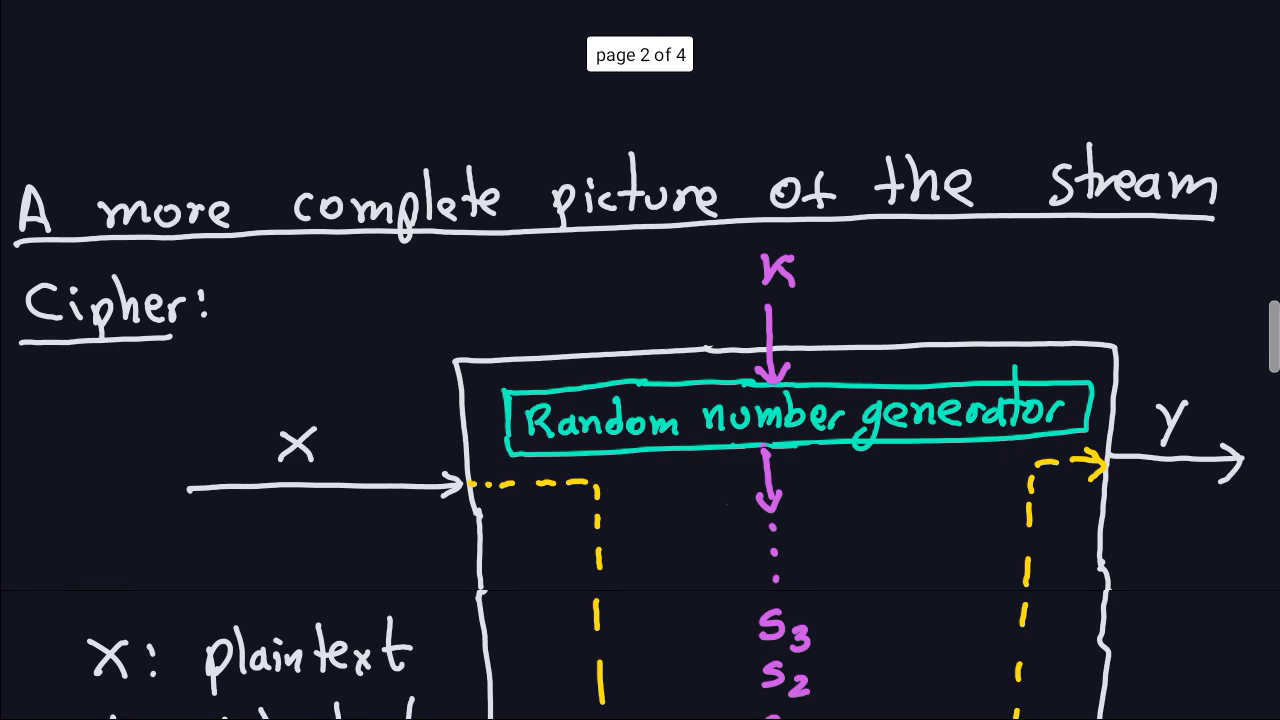 page 2 of 4
A more complete picture of the stream
Cipher:
K
Random number generator
X
Y
S3
X: plaintext
S2